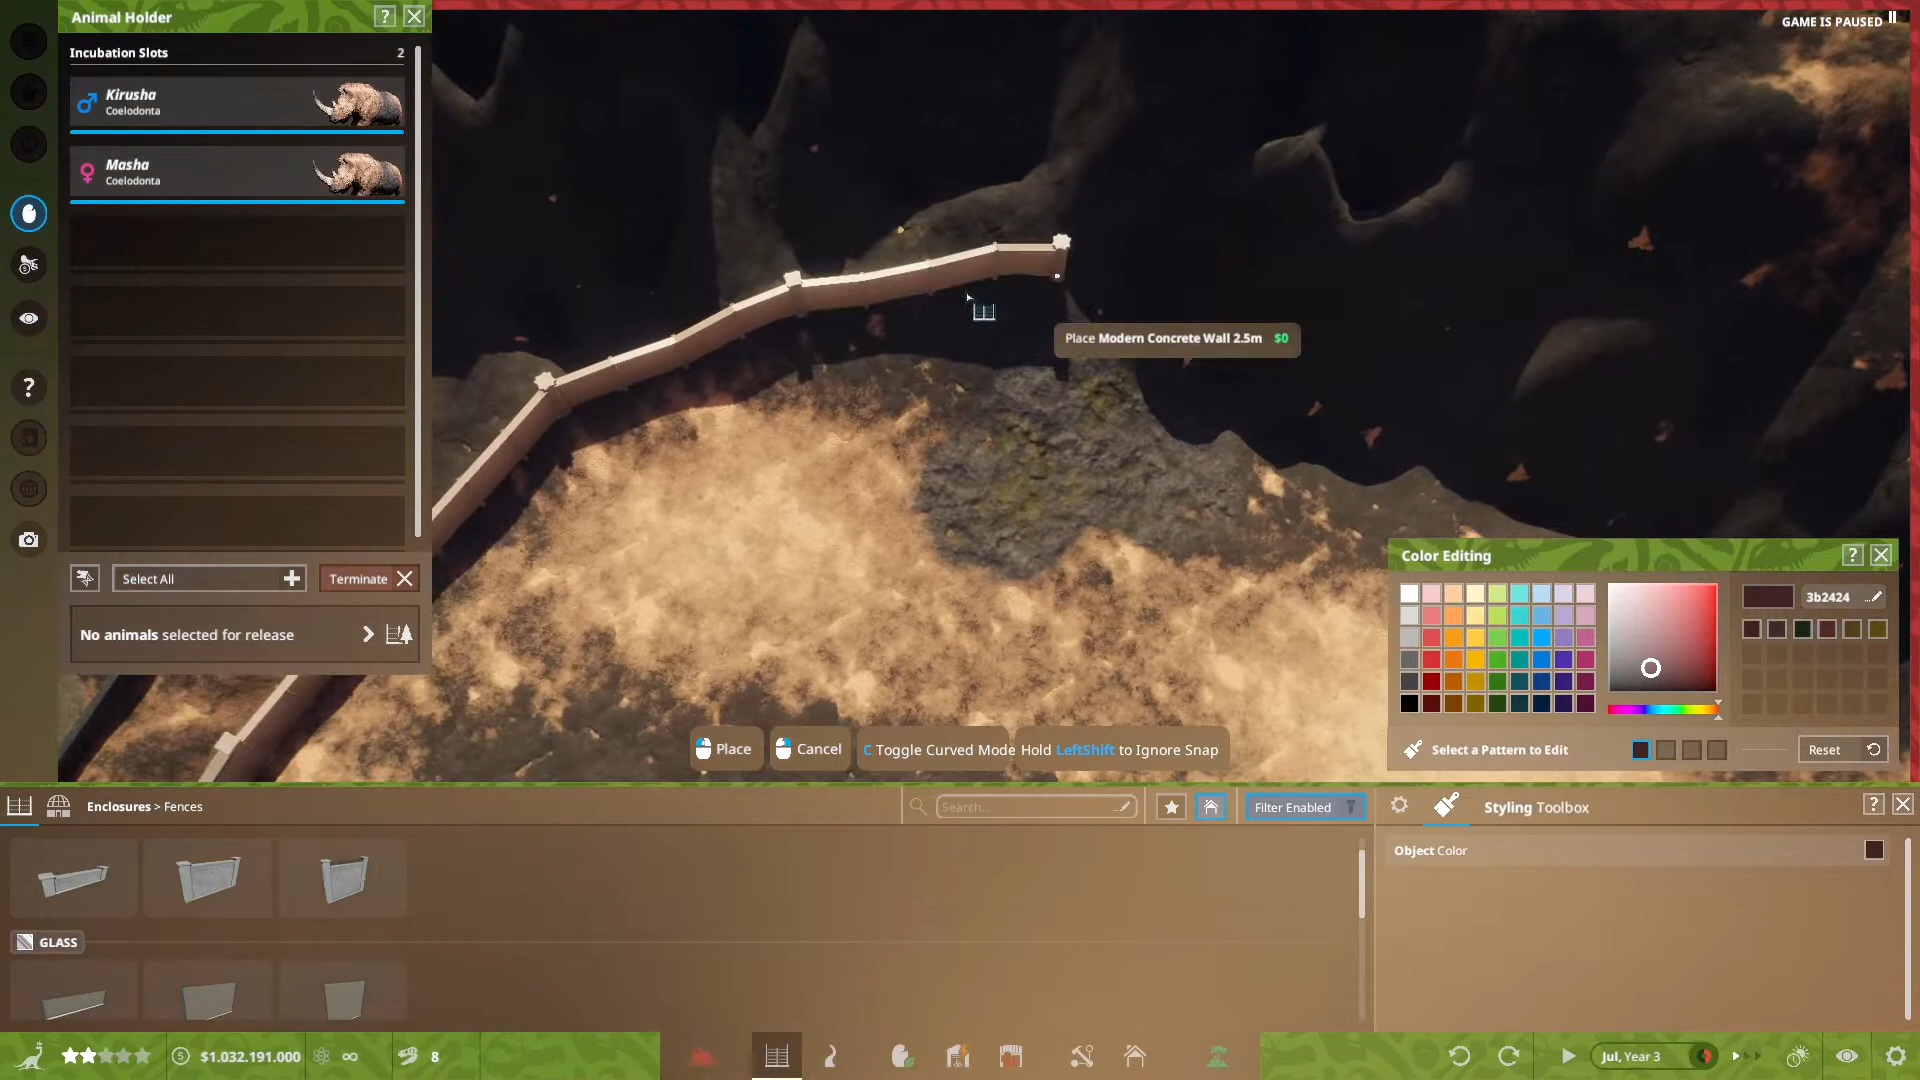 Animal Holder
?
GAME IS PAUSED
Incubation Slots 2
Kirusha
Coelodonta
Masha
Coelodonta
?
Place Modern Concrete Wall 2.5m $0
Select All
Terminate
No animals selected for release
Color Editing
?
3b2424
Select a Pattern to Edit
Reset
Place
Cancel
C Toggle Curved Mode
Hold LeftShift to Ignore Snap
Enclosures > Fences
Search...
Filter Enabled
Styling Toolbox
?
Object Color
GLASS
$1.032.191.000
∞
8
Jul, Year 3